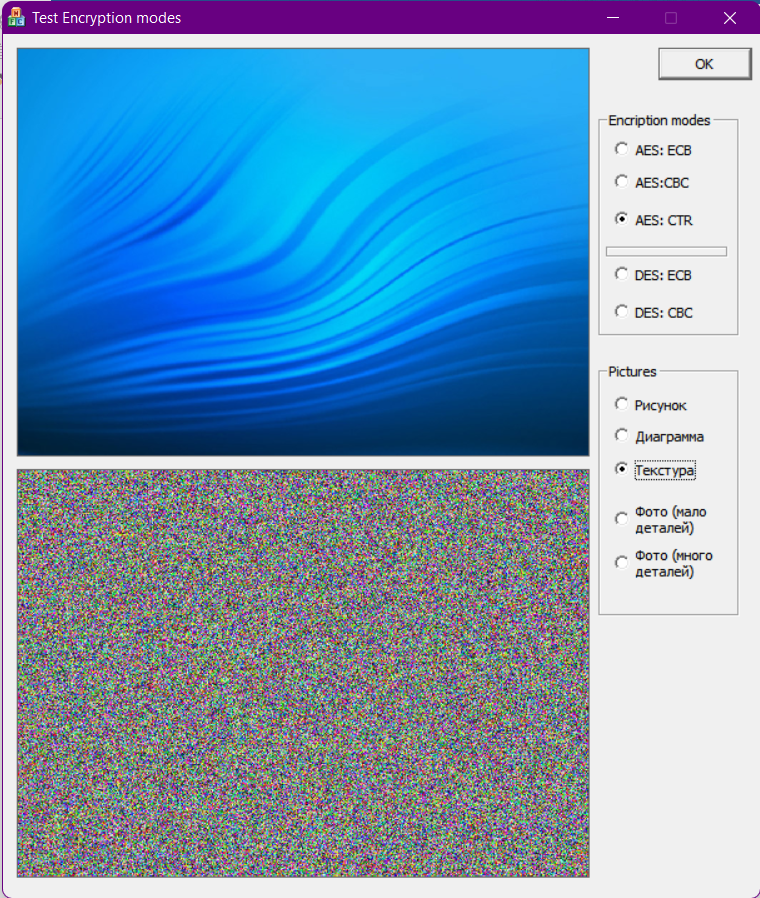 Test Encryption modes
OK
Encription modes
AES: ECB
AES:CBC
AES: CTR
DES: ECB
DES: CBC
Pictures
Рисунок
Диаграмма
Текстура
Фото (мало
деталей)
Фото (много
деталей)